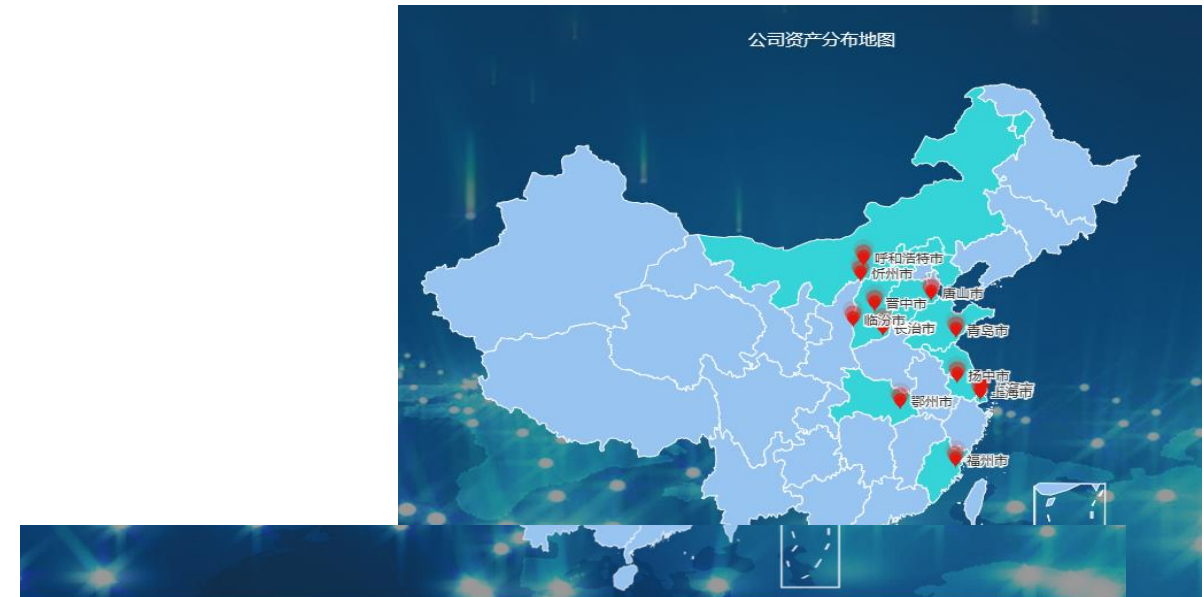 公司资产分布地图
呼和浩特市
忻州市
唐山市
晋中市
临汾市
长治市
青岛市
扬中市
上海市
鄂州市
福州市